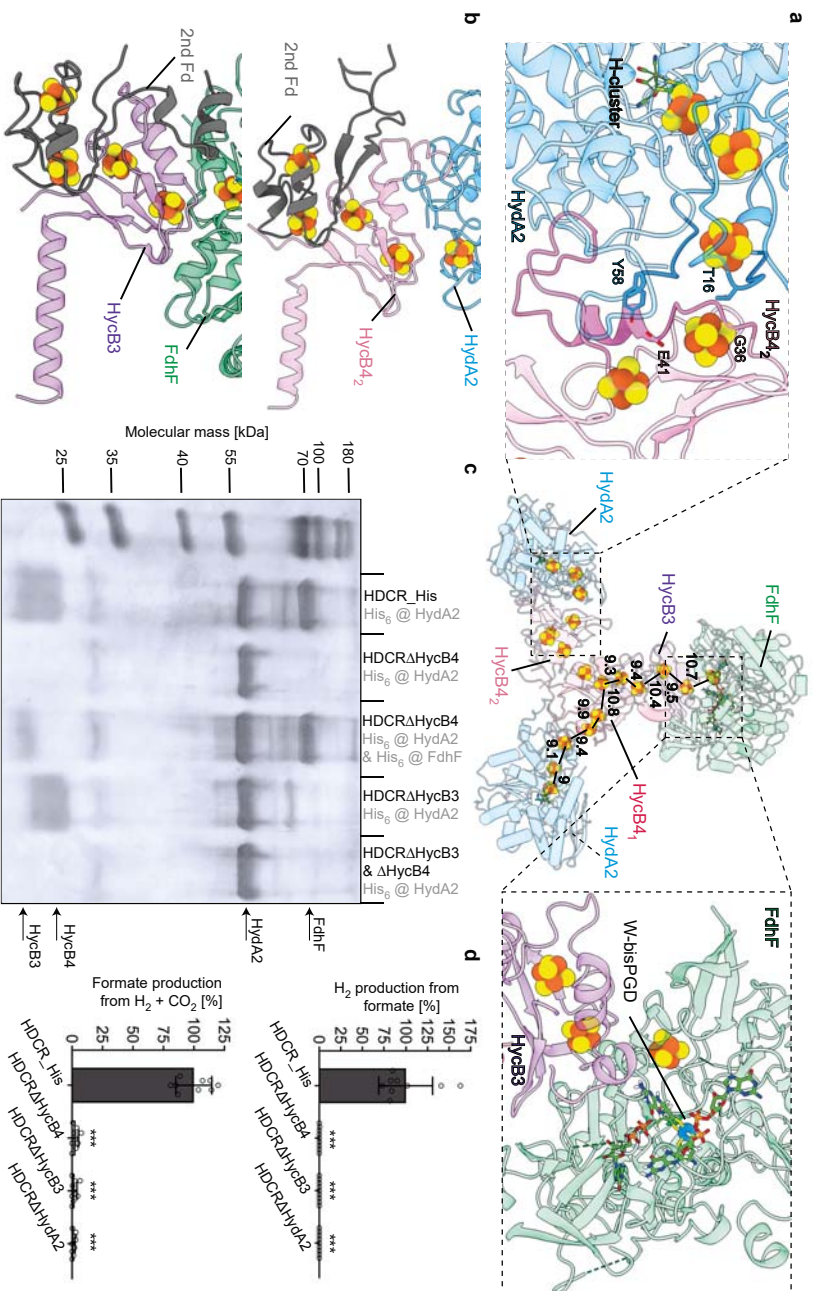 a
H-cluster
HydA2
Y58
T16
HycB4₂
G36
E41
b
2nd Fd
HydA2
HycB4₂
2nd Fd
HycB3
FdhF
c
HydA2
HycB4₂
HycB3
FdhF
10.7
9.5
10.4
9.4
9.3
10.8
9.9
9.4
9.1
9
HycB4₁
HydA2
FdhF
W-bisPGD
HycB3
Molecular mass [kDa]
180
100
70
55
40
35
25
HDCR_His
His₆ @ HydA2
HDCRΔHycB4
His₆ @ HydA2
HDCRΔHycB4
His₆ @ HydA2
& His₆ @ FdhF
HDCRΔHycB3
His₆ @ HydA2
HDCRΔHycB3
& ΔHycB4
His₆ @ HydA2
FdhF
HydA2
HycB4
HycB3
d
H₂ production from
formate [%]
175
150
125
100
75
50
25
0
***
***
***
HDCR_His
HDCRΔHycB4
HDCRΔHycB3
HDCRΔHydA2
Formate production
from H₂ + CO₂ [%]
125
100
75
50
25
0
***
***
***
HDCR_His
HDCRΔHycB4
HDCRΔHycB3
HDCRΔHydA2